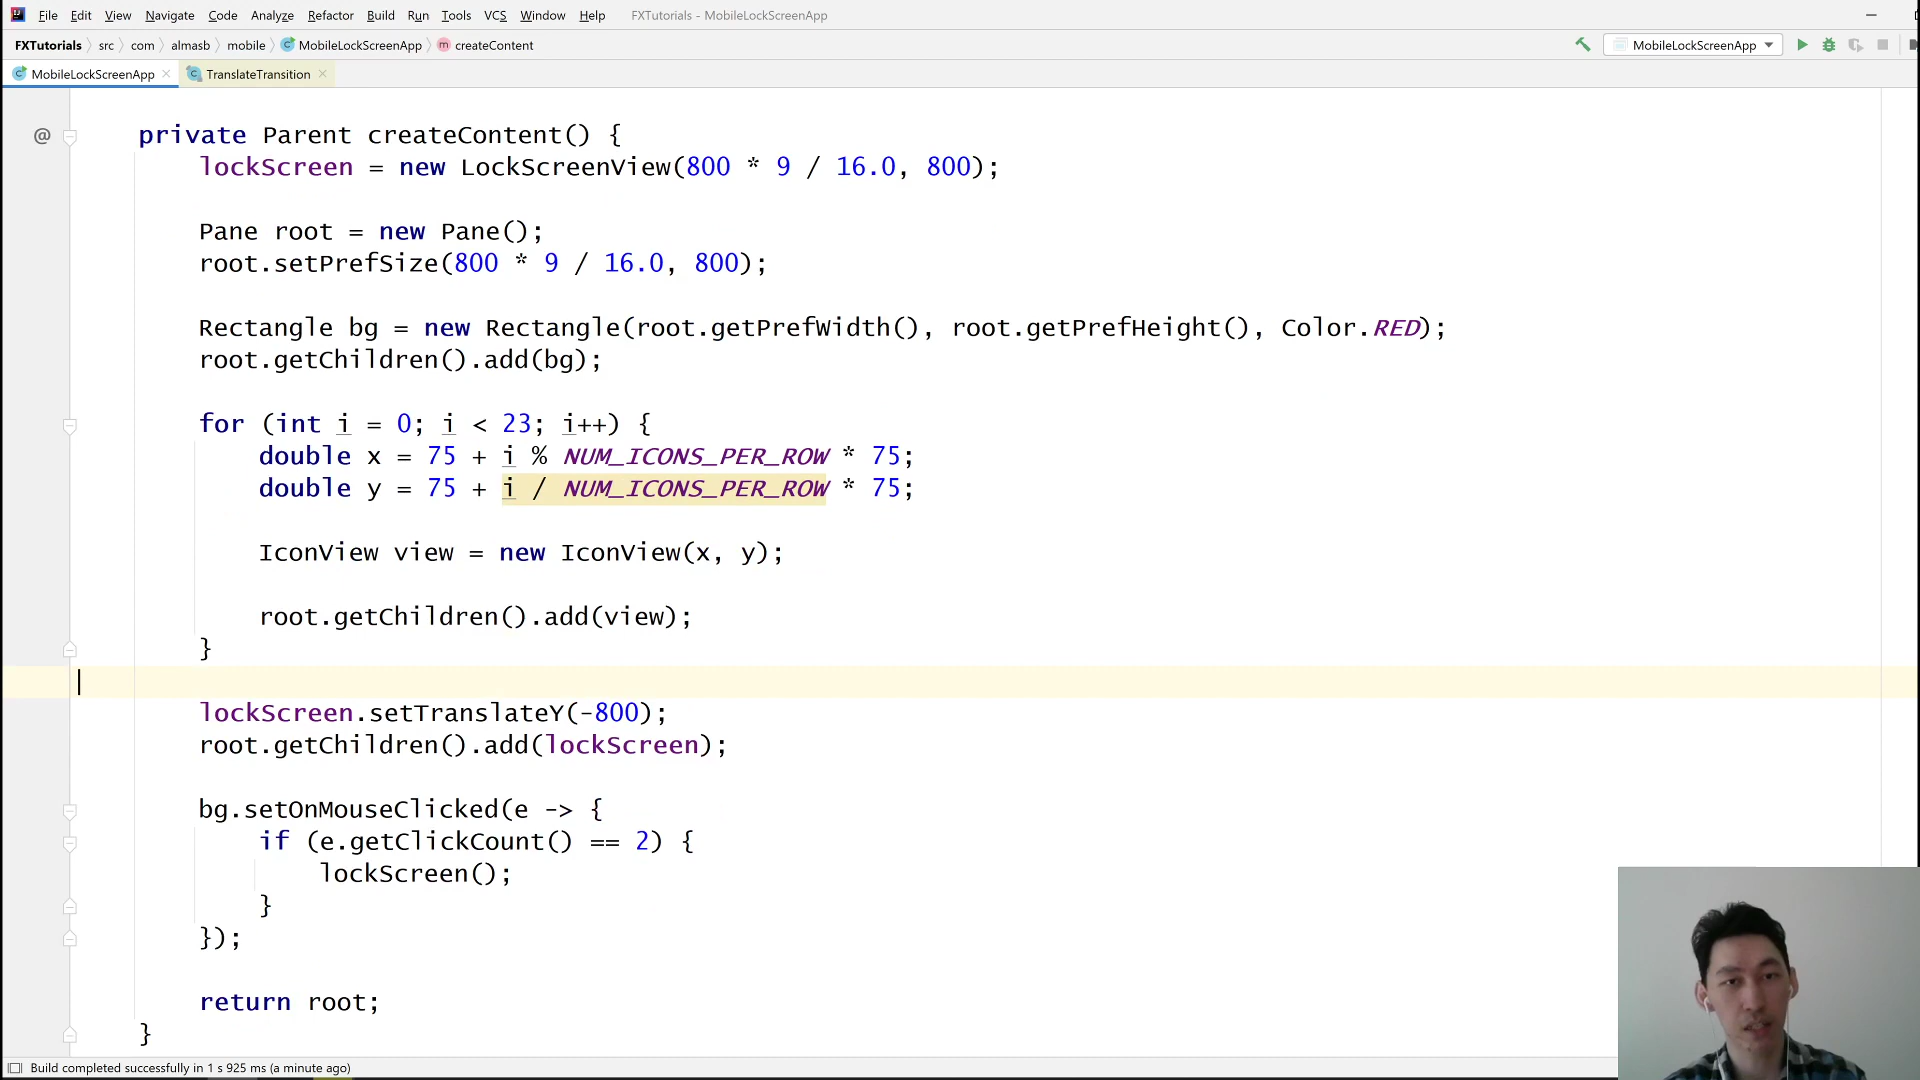 File Edit View Navigate Code Analyze Refactor Build Run Tools VCS Window Help FXTutorials - MobileLockScreenApp
FXTutorials src com almasb mobile MobileLockScreenApp createContent MobileLockScreenApp
MobileLockScreenApp TranslateTransition
@ private Parent createContent() {
lockScreen = new LockScreenView(800 * 9 / 16.0, 800);
Pane root = new Pane();
root.setPrefSize(800 * 9 / 16.0, 800);
Rectangle bg = new Rectangle(root.getPrefWidth(), root.getPrefHeight(), Color.RED);
root.getChildren().add(bg);
for (int i = 0; i < 23; i++) {
double x = 75 + i % NUM_ICONS_PER_ROW * 75;
double y = 75 + i / NUM_ICONS_PER_ROW * 75;
IconView view = new IconView(x, y);
root.getChildren().add(view);
}
lockScreen.setTranslateY(-800);
root.getChildren().add(lockScreen);
bg.setOnMouseClicked(e -> {
if (e.getClickCount() == 2) {
lockScreen();
}
});
return root;
}
Build completed successfully in 1 s 925 ms (a minute ago)